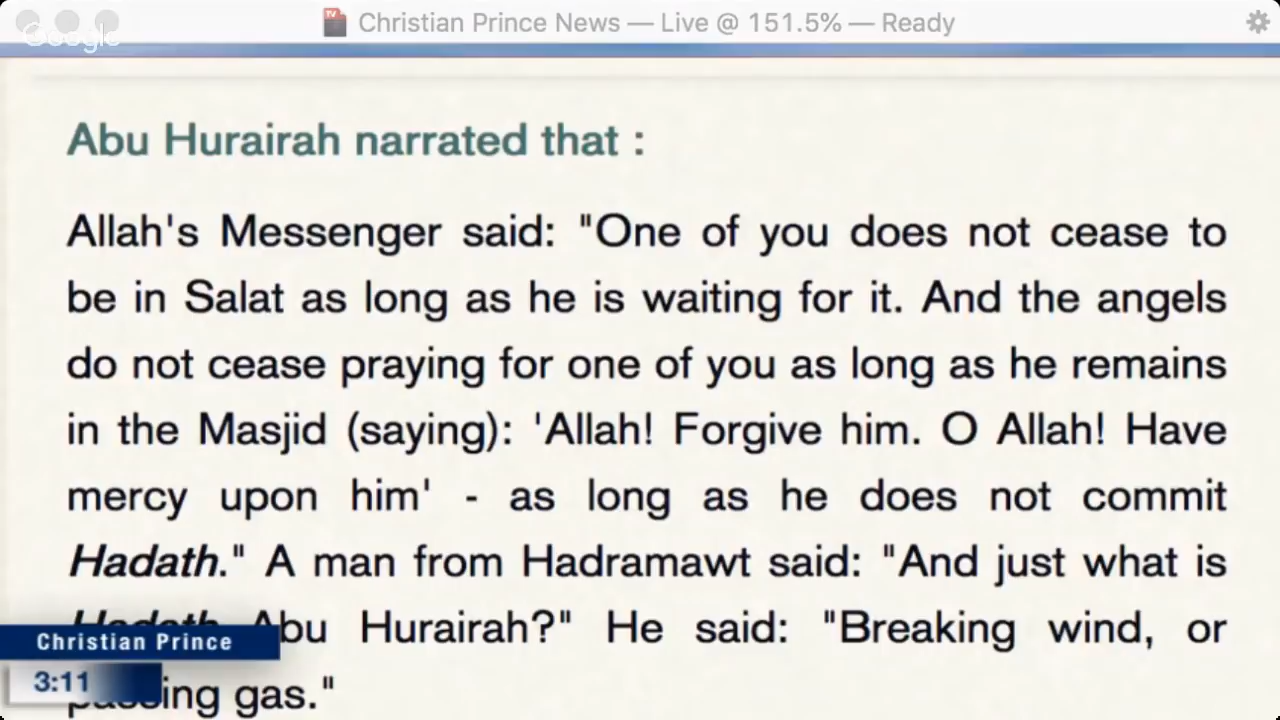 Christian Prince News — Live @ 151.5% — Ready
Google
Abu Hurairah narrated that :
Allah's Messenger said: "One of you does not cease to
be in Salat as long as he is waiting for it. And the angels
do not cease praying for one of you as long as he remains
in the Masjid (saying): 'Allah! Forgive him. O Allah! Have
mercy upon him' - as long as he does not commit
Hadath." A man from Hadramawt said: "And just what is
Hadath Abu Hurairah?" He said: "Breaking wind, or
Christian Prince
3:11
passing gas."